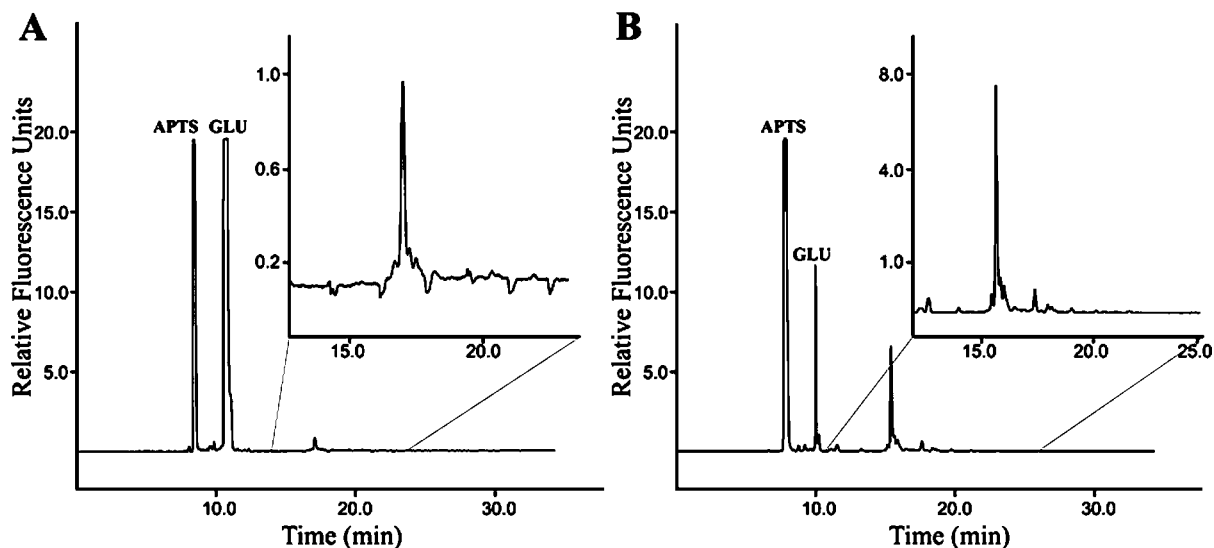 A
Relative Fluorescence Units
20.0
15.0
10.0
5.0
APTS GLU
1.0
0.6
0.2
15.0 20.0
10.0 20.0 30.0
Time (min)
B
Relative Fluorescence Units
20.0
15.0
10.0
5.0
APTS
GLU
8.0
4.0
1.0
15.0 20.0 25.0
10.0 20.0 30.0
Time (min)